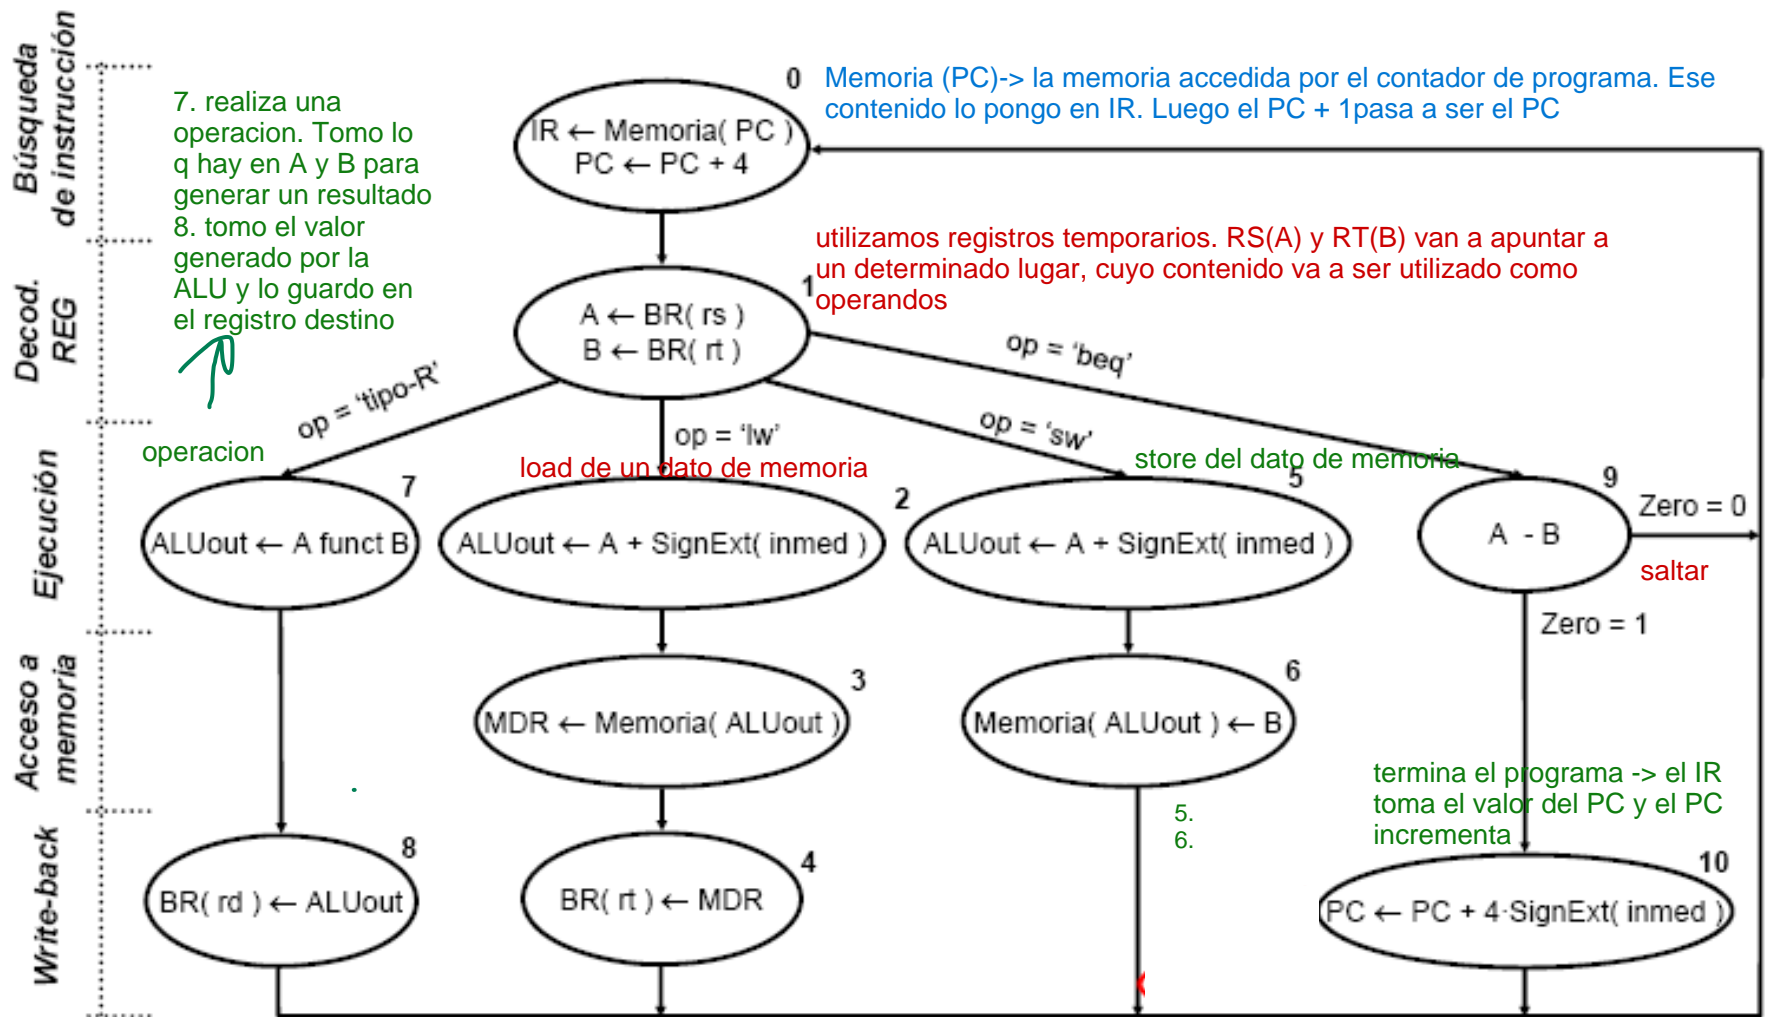 Búsqueda
de instrucción
7. realiza una
operacion. Tomo lo
q hay en A y B para
generar un resultado
8. tomo el valor
generado por la
ALU y lo guardo en
el registro destino
0
IR ← Memoria( PC )
PC ← PC + 4
Memoria (PC)-> la memoria accedida por el contador de programa. Ese
contenido lo pongo en IR. Luego el PC + 1pasa a ser el PC
Decod.
REG
utilizamos registros temporarios. RS(A) y RT(B) van a apuntar a
un determinado lugar, cuyo contenido va a ser utilizado como
operandos
1
A ← BR( rs )
B ← BR( rt )
op = 'tipo-R'
op = 'lw'
op = 'sw'
op = 'beq'
Ejecución
operacion
load de un dato de memoria
store del dato de memoria
7
ALUout ← A funct B
2
ALUout ← A + SignExt( inmed )
5
ALUout ← A + SignExt( inmed )
9
A - B
Zero = 0
saltar
Zero = 1
Acceso a
memoria
3
MDR ← Memoria( ALUout )
6
Memoria( ALUout ) ← B
termina el programa -> el IR
toma el valor del PC y el PC
incrementa
5.
6.
Write-back
8
BR( rd ) ← ALUout
4
BR( rt ) ← MDR
10
PC ← PC + 4·SignExt( inmed )